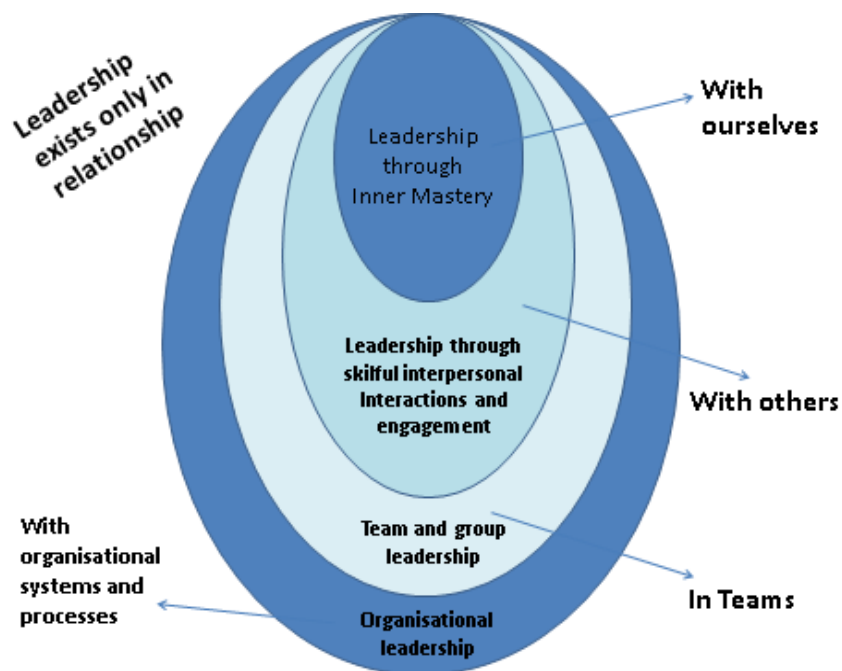 Leadership
exists only in
relationship
With
ourselves
Leadership
through
Inner Mastery
Leadership through
skilful interpersonal
Interactions and
engagement
With others
Team and group
leadership
In Teams
With
organisational
systems and
processes
Organisational
leadership